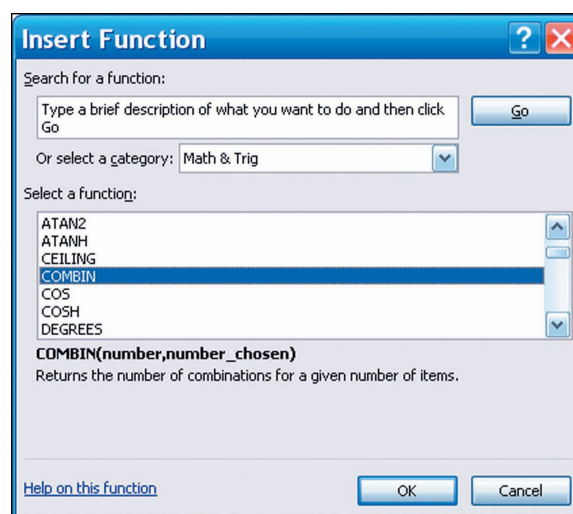 Insert Function
Search for a function:
Type a brief description of what you want to do and then click
Go
Go
Or select a category: Math & Trig
Select a function:
ATAN2
ATANH
CEILING
COMBIN
COS
COSH
DEGREES
COMBIN(number,number_chosen)
Returns the number of combinations for a given number of items.
Help on this function
OK
Cancel